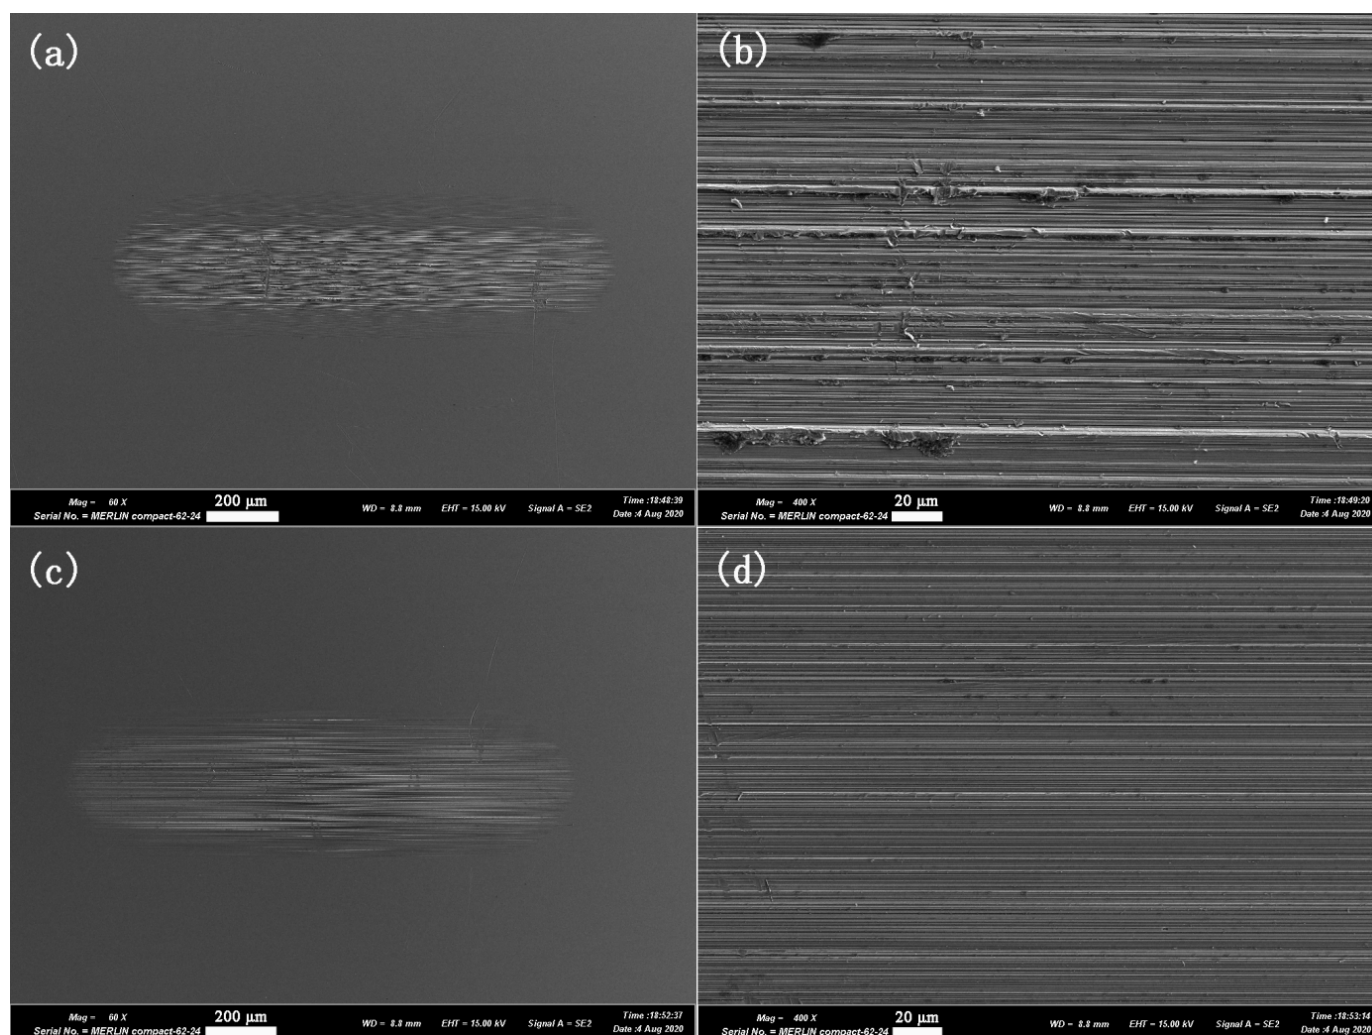 (a)
Mag = 60 X
200 μm
WD = 8.8 mm
EHT = 15.00 kV
Signal A = SE2
Time :18:48:39
Serial No. = MERLIN compact-62-24
Date :4 Aug 2020
(b)
Mag = 400 X
20 μm
WD = 8.8 mm
EHT = 15.00 kV
Signal A = SE2
Time :18:49:20
Serial No. = MERLIN compact-62-24
Date :4 Aug 2020
(c)
Mag = 60 X
200 μm
WD = 8.8 mm
EHT = 15.00 kV
Signal A = SE2
Time :18:52:37
Serial No. = MERLIN compact-62-24
Date :4 Aug 2020
(d)
Mag = 400 X
20 μm
WD = 8.8 mm
EHT = 15.00 kV
Signal A = SE2
Serial No. = MERLIN compact-62-24
Date :4 Aug 2020